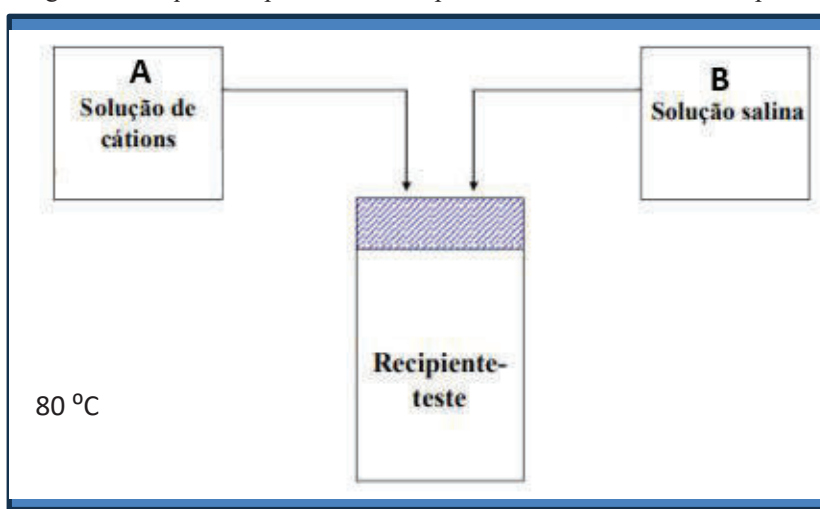 A
Solução de
cátions
B
Solução salina
Recipiente-
teste
80 ºC